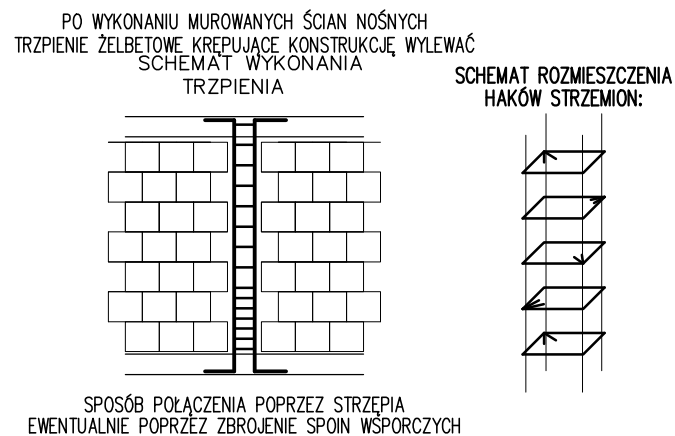 PO WYKONANIU MUROWANYCH ŚCIAN NOŚNYCH
TRZPIENIE ŻELBETOWE KRĘPUJĄCE KONSTRUKCJĘ WYLEWAĆ
SCHEMAT WYKONANIA
TRZPIENIA
SCHEMAT ROZMIESZCZENIA
HAKÓW STRZEMION:
SPOSÓB POŁĄCZENIA POPRZEZ STRZĘPIA
EWENTUALNIE POPRZEZ ZBROJENIE SPOIN WSPORCZYCH